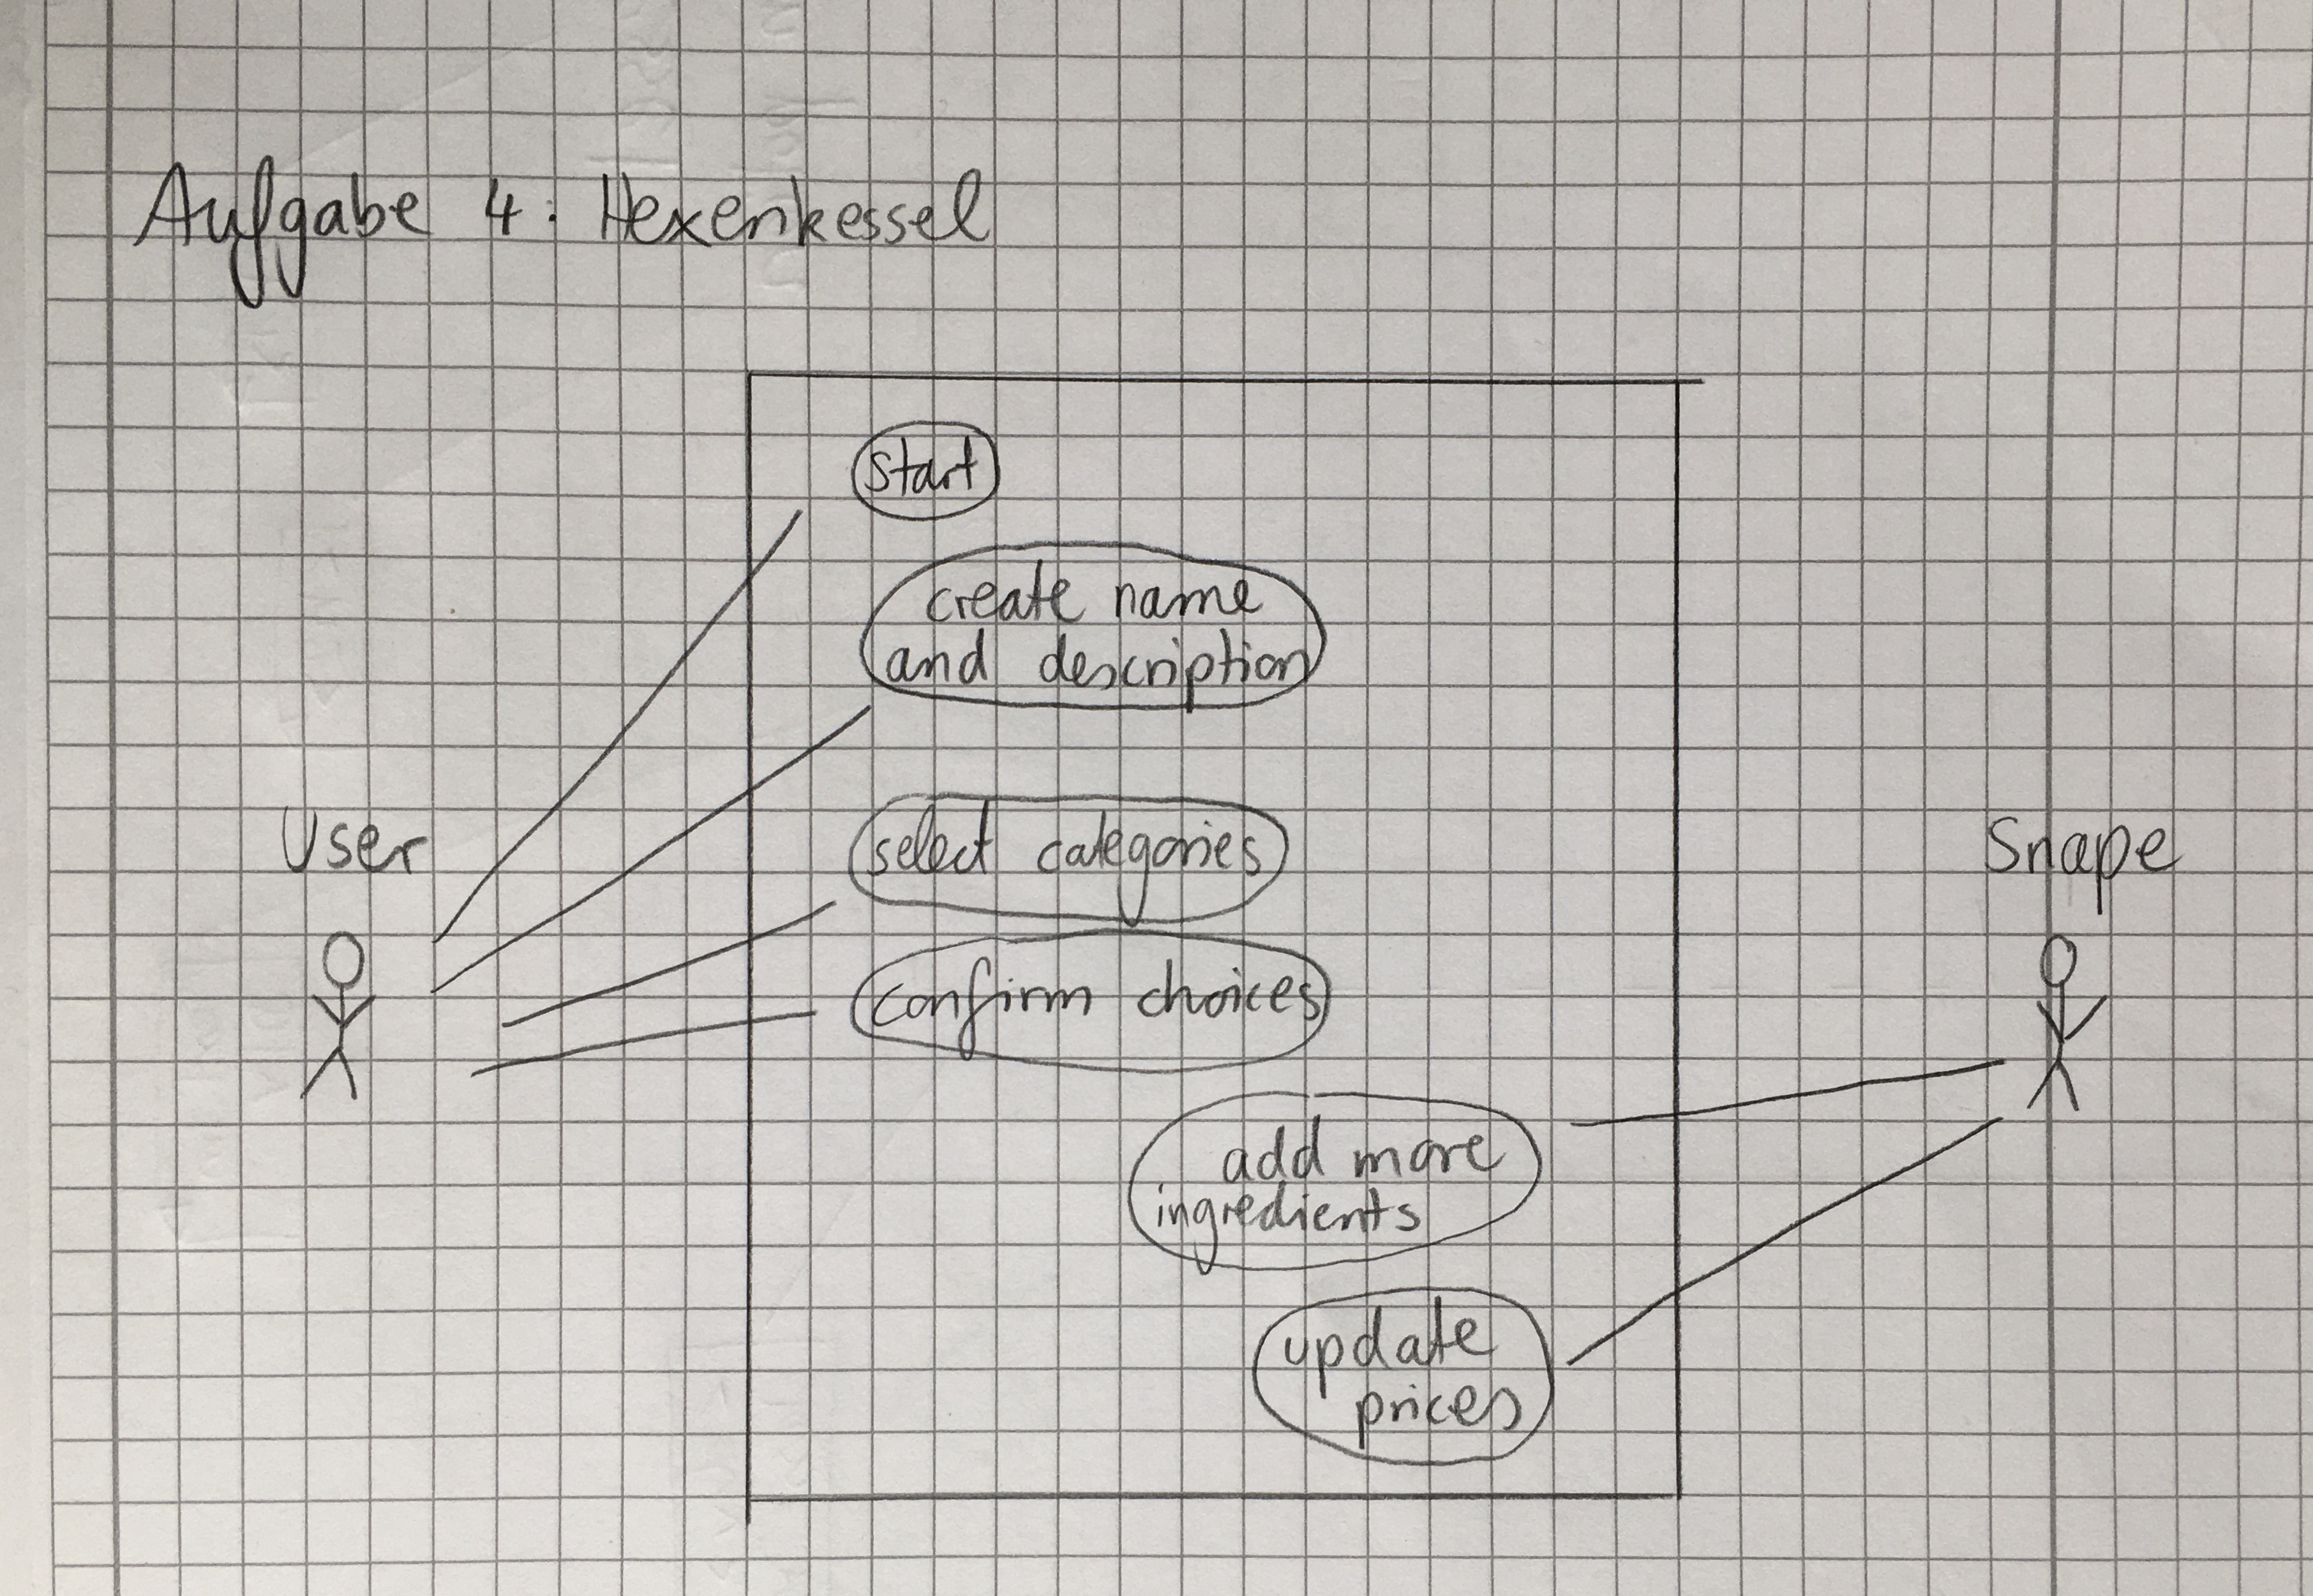 Aufgabe 4: Hexenkessel
start
create name
and description
User
select categories
Snape
confirm choices
add more
ingredients
update
prices